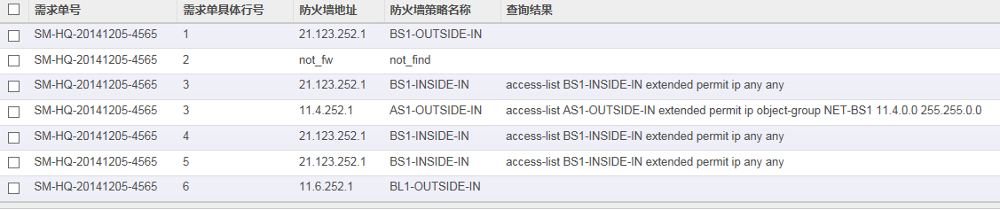 需求单号 需求单具体行号 防火墙地址 防火墙策略名称 查询结果
SM-HQ-20141205-4565 1 21.123.252.1 BS1-OUTSIDE-IN
SM-HQ-20141205-4565 2 not_fw not_find
SM-HQ-20141205-4565 3 21.123.252.1 BS1-INSIDE-IN access-list BS1-INSIDE-IN extended permit ip any any
SM-HQ-20141205-4565 3 11.4.252.1 AS1-OUTSIDE-IN access-list AS1-OUTSIDE-IN extended permit ip object-group NET-BS1 11.4.0.0 255.255.0.0
SM-HQ-20141205-4565 4 21.123.252.1 BS1-INSIDE-IN access-list BS1-INSIDE-IN extended permit ip any any
SM-HQ-20141205-4565 5 21.123.252.1 BS1-INSIDE-IN access-list BS1-INSIDE-IN extended permit ip any any
SM-HQ-20141205-4565 6 11.6.252.1 BL1-OUTSIDE-IN